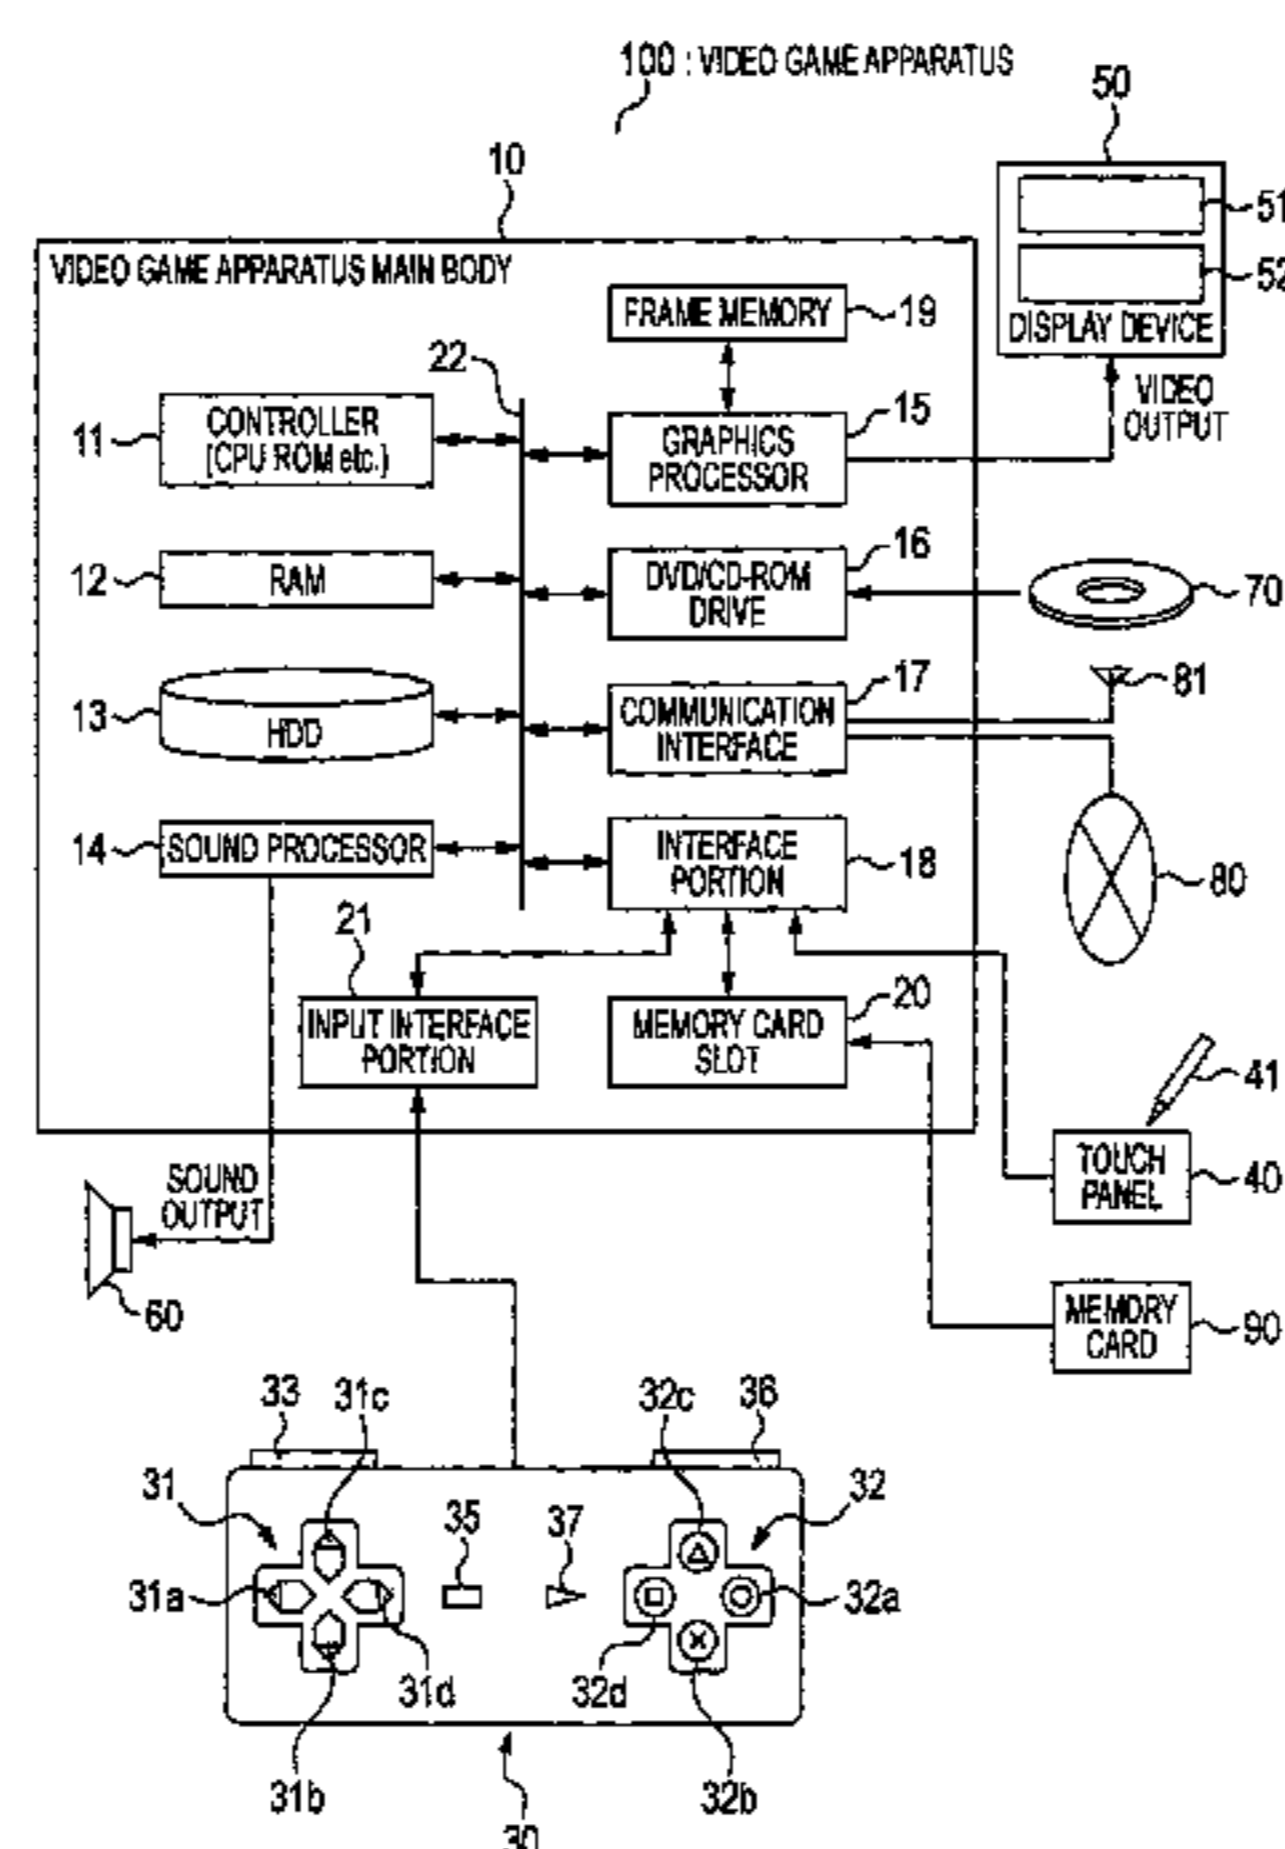 100 : VIDEO GAME APPARATUS
50
10
51
52
VIDEO GAME APPARATUS MAIN BODY
FRAME MEMORY
19
DISPLAY DEVICE
22
VIDEO
OUTPUT
11
CONTROLLER
(CPU ROM etc.)
15
GRAPHICS
PROCESSOR
12
RAM
16
DVD/CD-ROM
DRIVE
70
13
HDD
17
COMMUNICATION
INTERFACE
81
14
SOUND PROCESSOR
INTERFACE
PORTION
18
80
21
INPUT INTERFACE
PORTION
20
MEMORY CARD
SLOT
41
SOUND
OUTPUT
TOUCH
PANEL
40
60
MEMORY
CARD
90
33
31c
32c
36
31
35
37
32
31a
32a
31d
32d
31b
32b
30